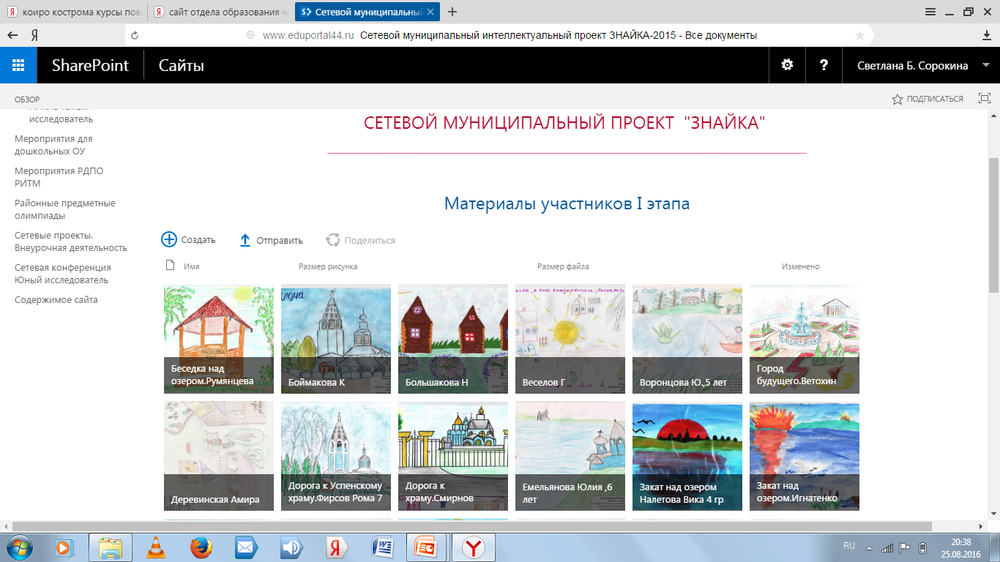 коиро кострома курсы пов
сайт отдела образования ч
Сетевой муниципальный
www.eduportal44.ru Сетевой муниципальный интеллектуальный проект ЗНАЙКА-2015 - Все документы
SharePoint
Сайты
Светлана Б. Сорокина
ОБЗОР
ПОДПИСАТЬСЯ
исследователь
Мероприятия для
дошкольных ОУ
Мероприятия РДПО
РИТМ
Районные предметные
олимпиады
Сетевые проекты.
Внеурочная деятельность
Сетевая конференция
Юный исследователь
Содержимое сайта
СЕТЕВОЙ МУНИЦИПАЛЬНЫЙ ПРОЕКТ "ЗНАЙКА"
Материалы участников I этапа
Создать
Отправить
Поделиться
Имя
Размер рисунка
Размер файла
Изменено
Беседка над
озером.Румянцева
Боймакова К
Большакова Н
Веселов Г
Воронцова Ю.,5 лет
Город
будущего.Ветохин
Деревинская Амира
Дорога к Успенскому
храму.Фирсов Рома 7
Дорога к
храму.Смирнов
Емельянова Юлия ,6
лет
Закат над озером
Налетова Вика 4 гр
Закат над
озером.Игнатенко
RU
20:38
25.08.2016